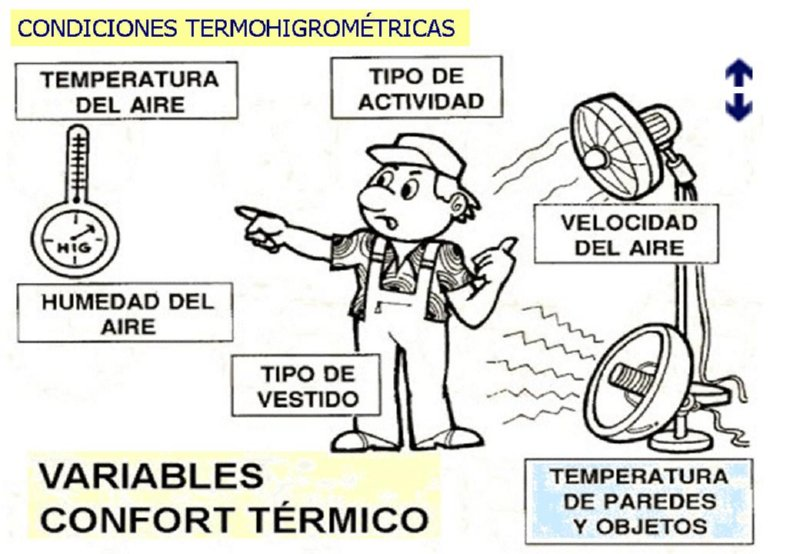 CONDICIONES TERMOHIGROMÉTRICAS
TEMPERATURA
DEL AIRE
TIPO DE
ACTIVIDAD
HIG
VELOCIDAD
DEL AIRE
HUMEDAD DEL
AIRE
TIPO DE
VESTIDO
VARIABLES
CONFORT TÉRMICO
TEMPERATURA
DE PAREDES
Y OBJETOS